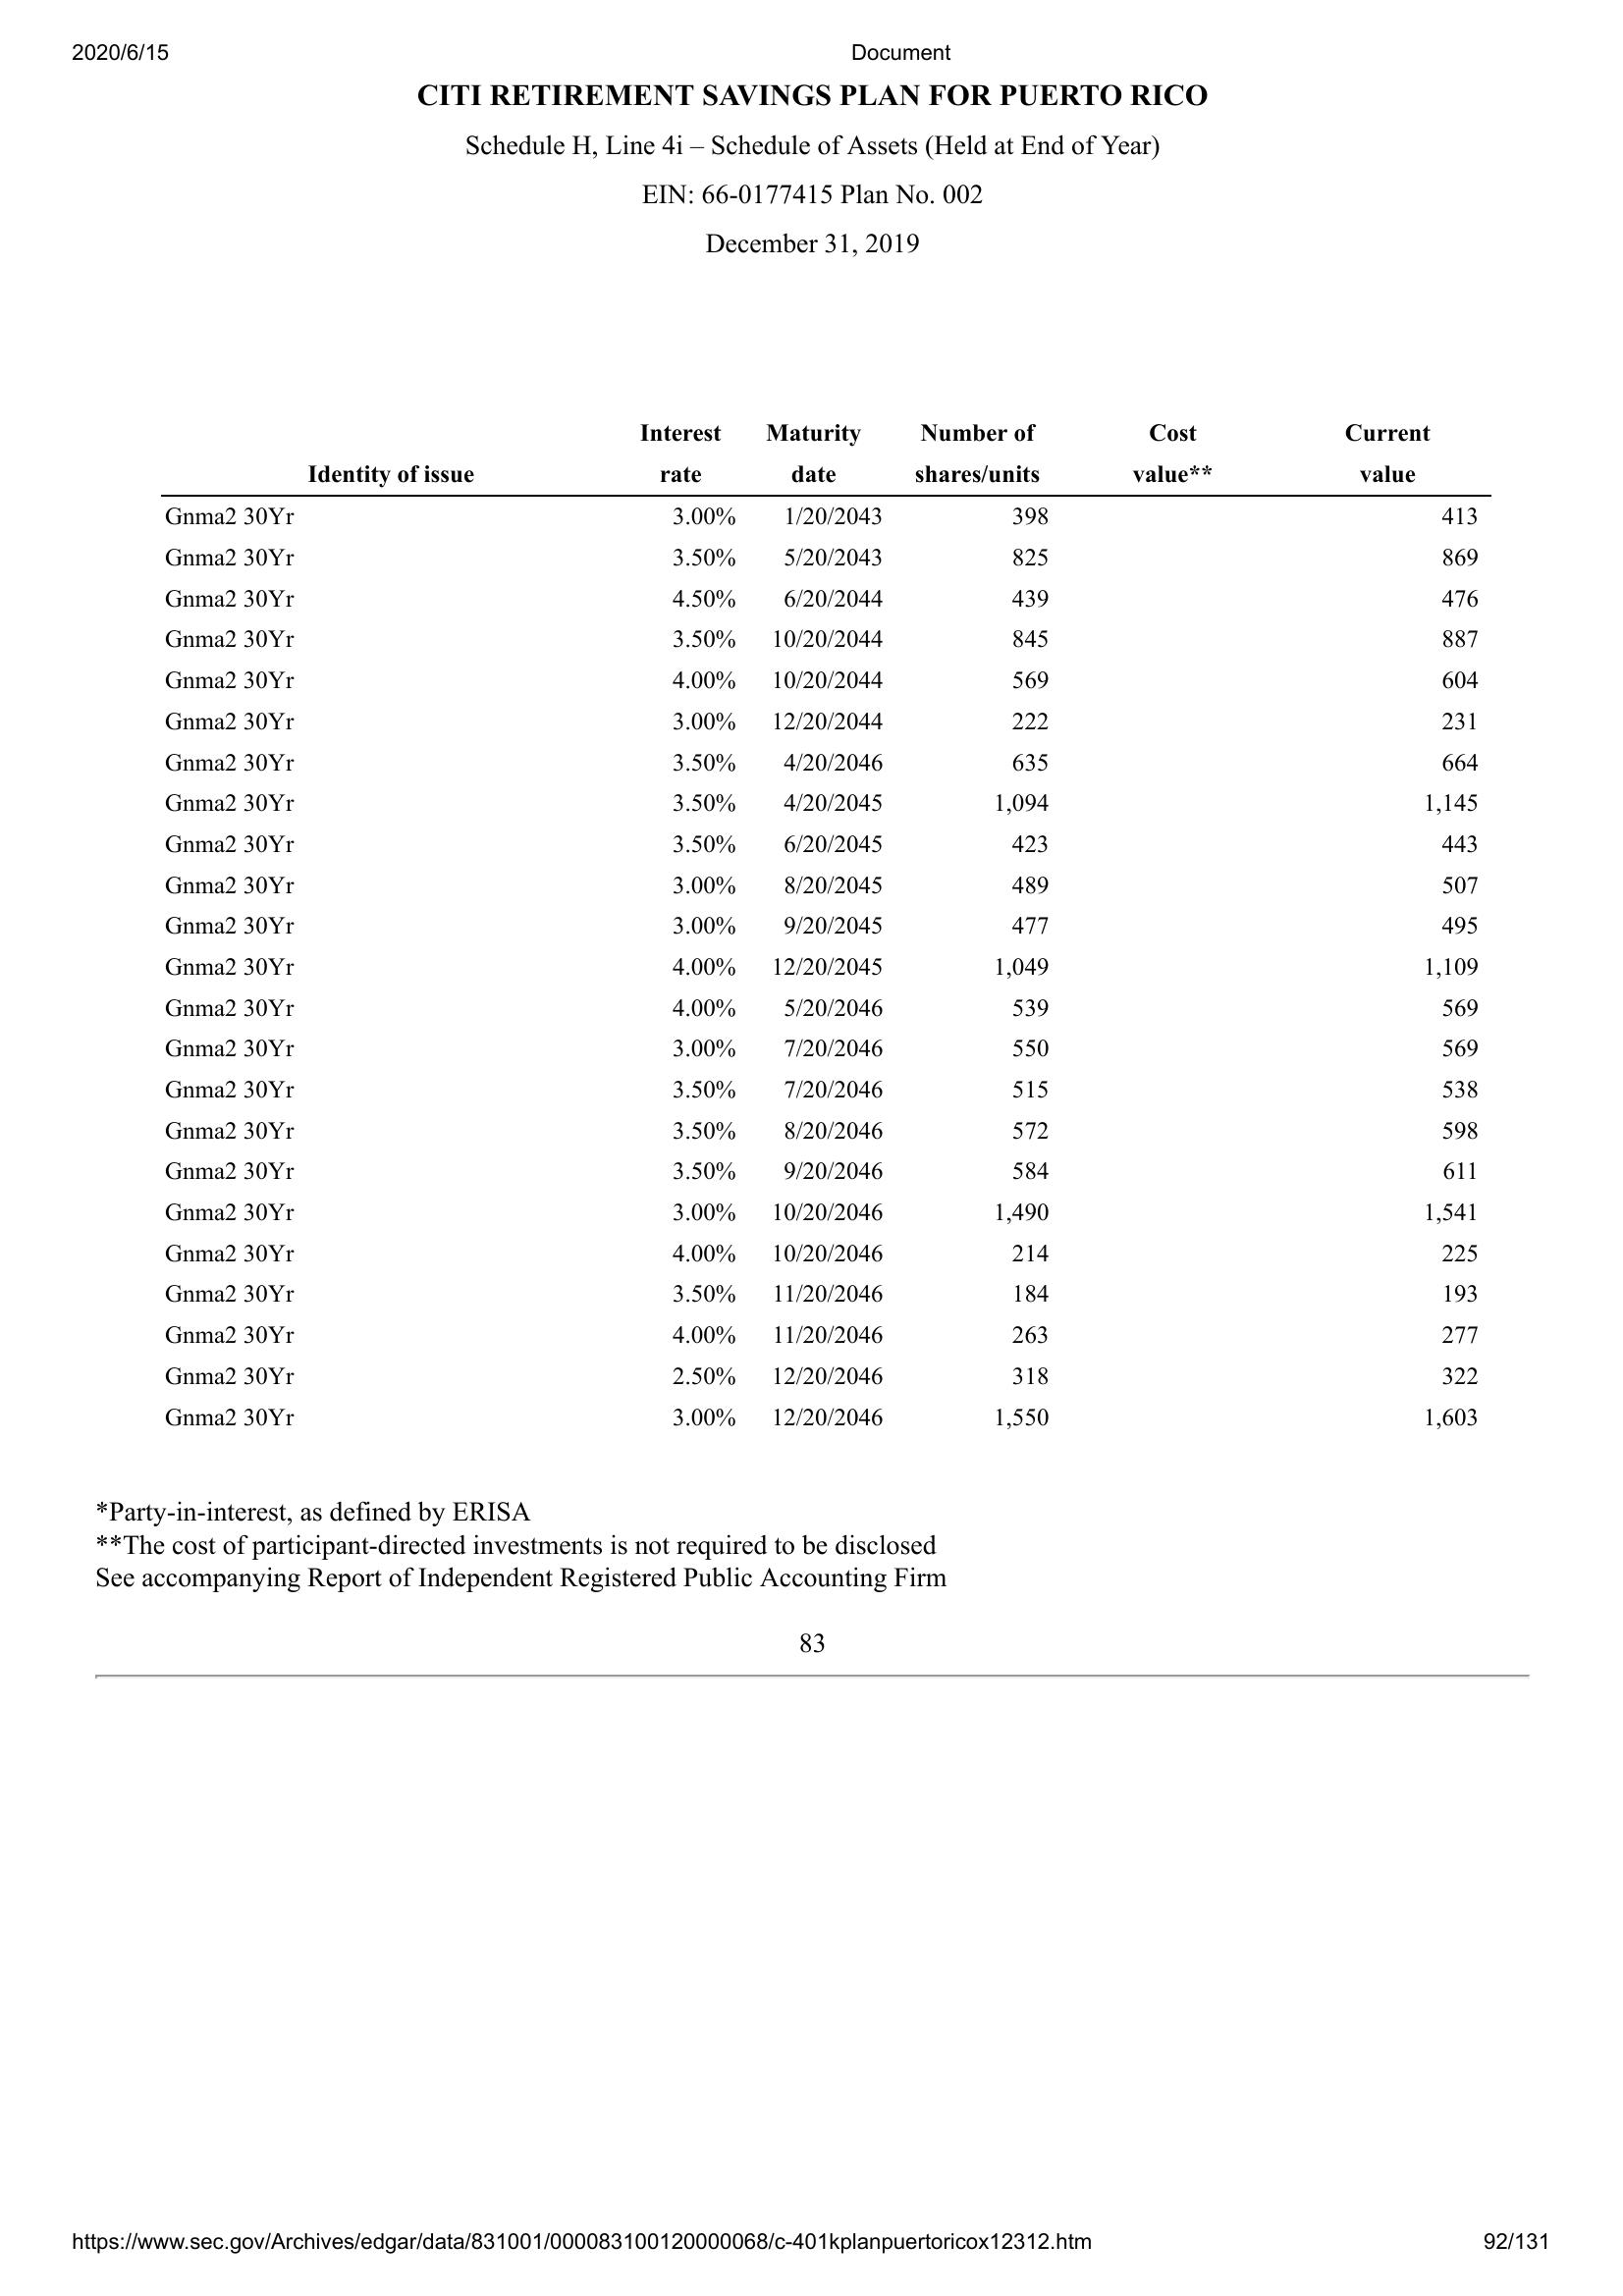 2020/6/15 Document
CITI RETIREMENT SAVINGS PLAN FOR PUERTO RICO
Schedule H, Line 4i – Schedule of Assets (Held at End of Year)
EIN: 66-0177415 Plan No. 002
December 31, 2019
Interest Maturity Number of Cost Current
Identity of issue rate date shares/units value** value
Gnma2 30Yr 3.00% 1/20/2043 398 413
Gnma2 30Yr 3.50% 5/20/2043 825 869
Gnma2 30Yr 4.50% 6/20/2044 439 476
Gnma2 30Yr 3.50% 10/20/2044 845 887
Gnma2 30Yr 4.00% 10/20/2044 569 604
Gnma2 30Yr 3.00% 12/20/2044 222 231
Gnma2 30Yr 3.50% 4/20/2046 635 664
Gnma2 30Yr 3.50% 4/20/2045 1,094 1,145
Gnma2 30Yr 3.50% 6/20/2045 423 443
Gnma2 30Yr 3.00% 8/20/2045 489 507
Gnma2 30Yr 3.00% 9/20/2045 477 495
Gnma2 30Yr 4.00% 12/20/2045 1,049 1,109
Gnma2 30Yr 4.00% 5/20/2046 539 569
Gnma2 30Yr 3.00% 7/20/2046 550 569
Gnma2 30Yr 3.50% 7/20/2046 515 538
Gnma2 30Yr 3.50% 8/20/2046 572 598
Gnma2 30Yr 3.50% 9/20/2046 584 611
Gnma2 30Yr 3.00% 10/20/2046 1,490 1,541
Gnma2 30Yr 4.00% 10/20/2046 214 225
Gnma2 30Yr 3.50% 11/20/2046 184 193
Gnma2 30Yr 4.00% 11/20/2046 263 277
Gnma2 30Yr 2.50% 12/20/2046 318 322
Gnma2 30Yr 3.00% 12/20/2046 1,550 1,603
*Party-in-interest, as defined by ERISA
**The cost of participant-directed investments is not required to be disclosed
See accompanying Report of Independent Registered Public Accounting Firm
83
https://www.sec.gov/Archives/edgar/data/831001/000083100120000068/c-401kplanpuertoricox12312.htm 92/131